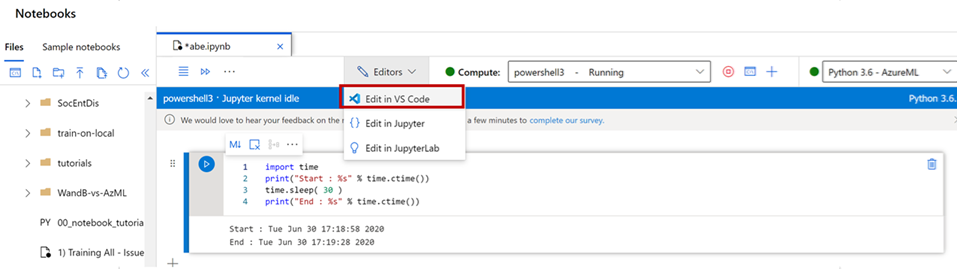 Notebooks
Files
Sample notebooks
*abe.ipynb
Editors
Compute:
powershell3 - Running
Python 3.6 - AzureML
powershell3 · Jupyter kernel idle
Python 3.6.
Edit in VS Code
Edit in Jupyter
Edit in JupyterLab
We would love to hear your feedback on the
a few minutes to complete our survey.
SocEntDis
train-on-local
tutorials
WandB-vs-AzML
PY 00_notebook_tutoria
1) Training All - Issue
M↓
1 import time
2 print("Start : %s" % time.ctime())
3 time.sleep( 30 )
4 print("End : %s" % time.ctime())
Start : Tue Jun 30 17:18:58 2020
End : Tue Jun 30 17:19:28 2020